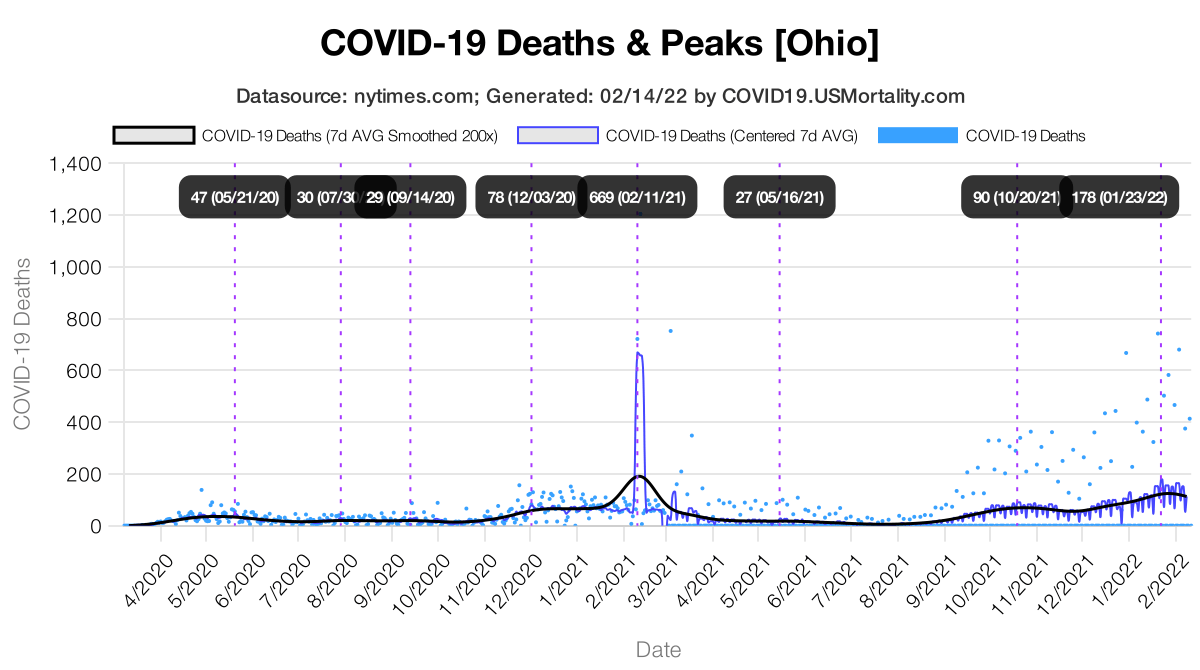 COVID-19 Deaths & Peaks [Ohio]
Datasource: nytimes.com; Generated: 02/14/22 by COVID19.USMortality.com
COVID-19 Deaths (7d AVG Smoothed 200x) COVID-19 Deaths (Centered 7d AVG) COVID-19 Deaths
1,400
47 (05/21/20) 30 (07/30 29 (09/14/20) 78 (12/03/20) 669 (02/11/21) 27 (05/16/21) 90 (10/20/21) 178 (01/23/22)
1,200
1,000
800
600
400
200
0
COVID-19 Deaths
4/2020 5/2020 6/2020 7/2020 8/2020 9/2020 10/2020 11/2020 12/2020 1/2021 2/2021 3/2021 4/2021 5/2021 6/2021 7/2021 8/2021 9/2021 10/2021 11/2021 12/2021 1/2022 2/2022
Date